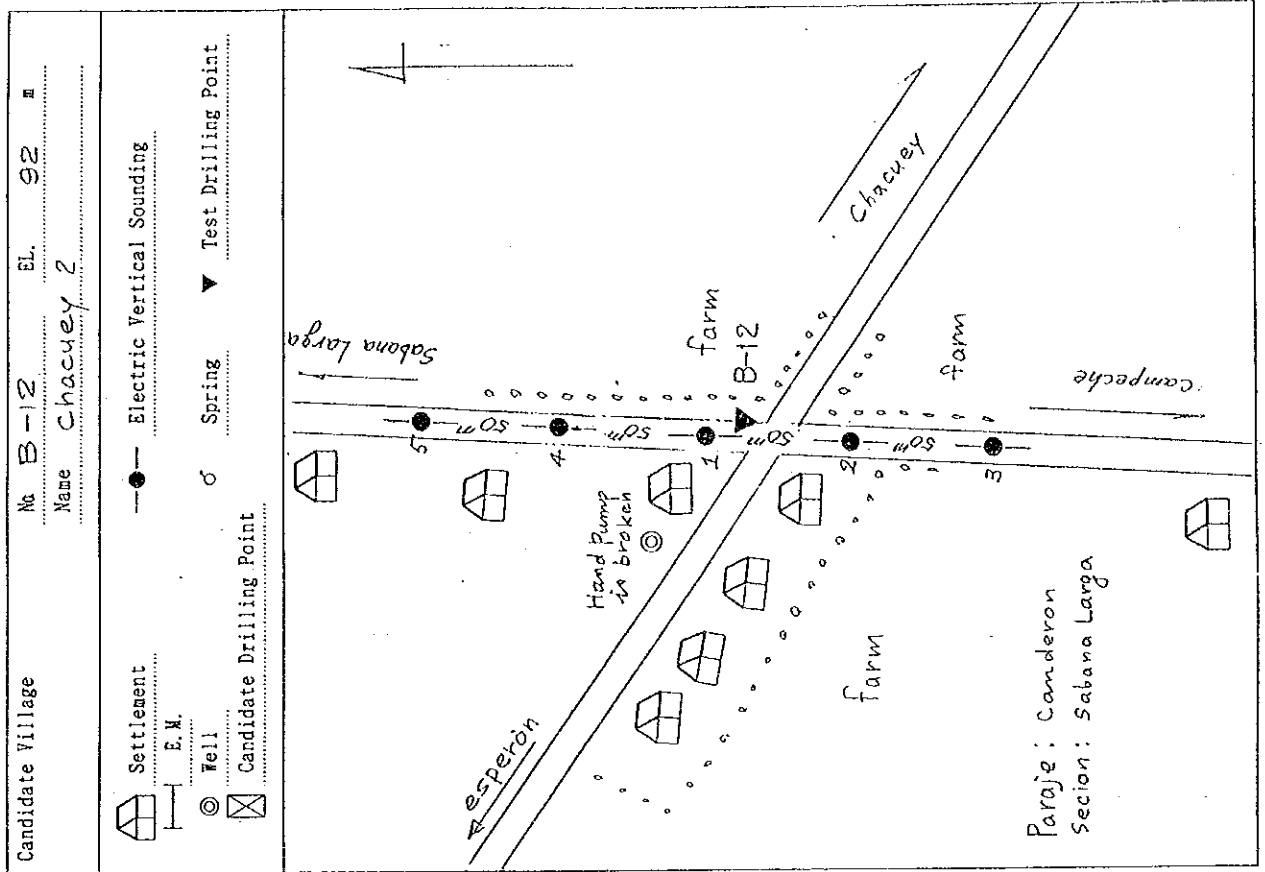 Candidate Village
No B-12 EL. 92 m
Name Chacuey 2
Settlement
E.M.
Well
Candidate Drilling Point
Electric Vertical Sounding
Spring
Test Drilling Point
Sabana Larga
5
50m
4
50m
farm
B-12
Hand Pump
in broken
1
50m
esperòn
Chacuey
2
50m
3
farm
farm
Campeche
Paraje: Canderon
Secion: Sabana Larga